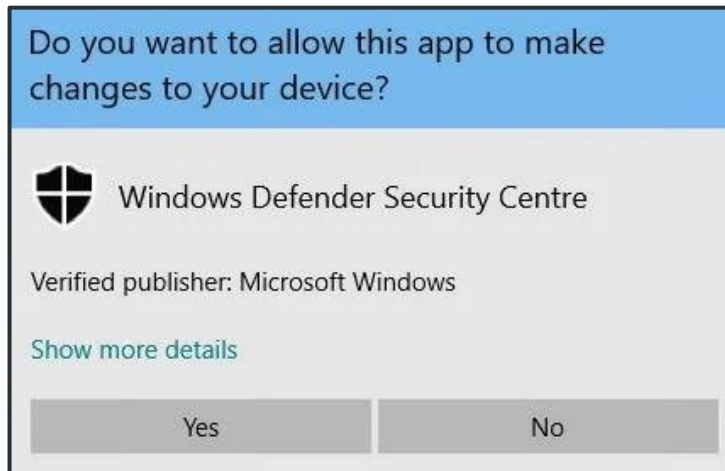 Do you want to allow this app to make
changes to your device?
Windows Defender Security Centre
Verified publisher: Microsoft Windows
Show more details
Yes
No